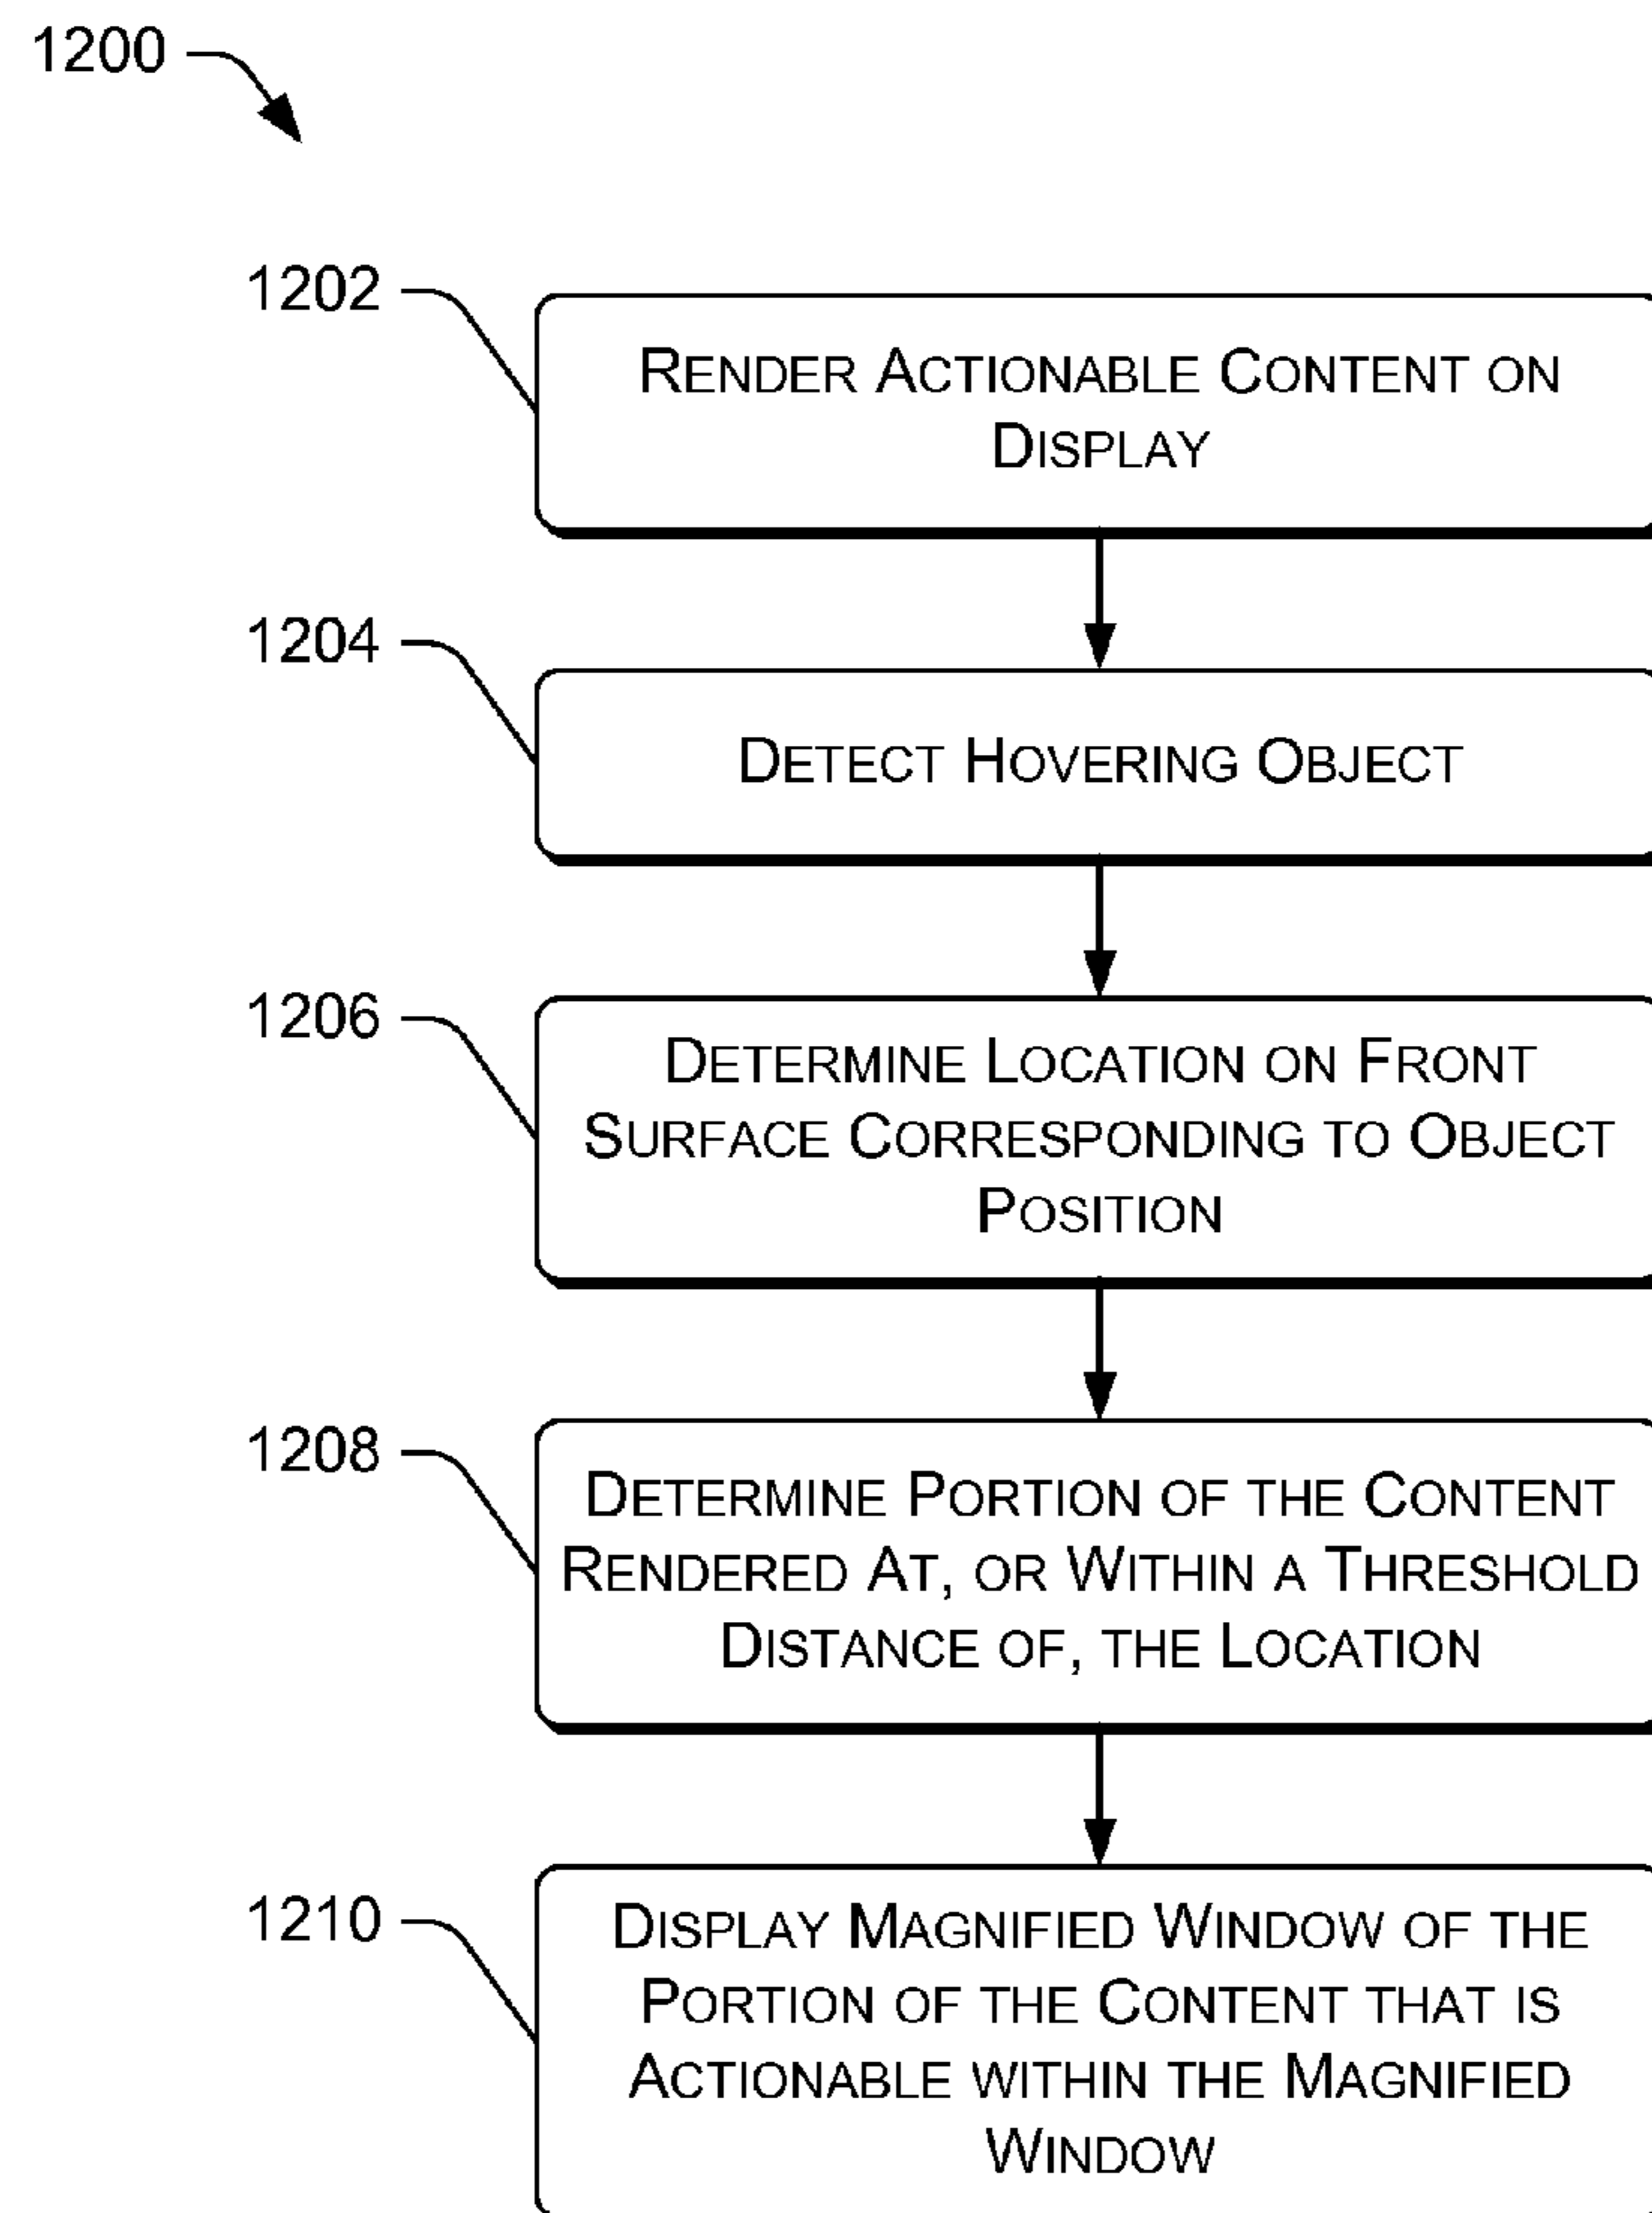 1200
1202
RENDER ACTIONABLE CONTENT ON
DISPLAY
1204
DETECT HOVERING OBJECT
1206
DETERMINE LOCATION ON FRONT
SURFACE CORRESPONDING TO OBJECT
POSITION
1208
DETERMINE PORTION OF THE CONTENT
RENDERED AT, OR WITHIN A THRESHOLD
DISTANCE OF, THE LOCATION
1210
DISPLAY MAGNIFIED WINDOW OF THE
PORTION OF THE CONTENT THAT IS
ACTIONABLE WITHIN THE MAGNIFIED
WINDOW